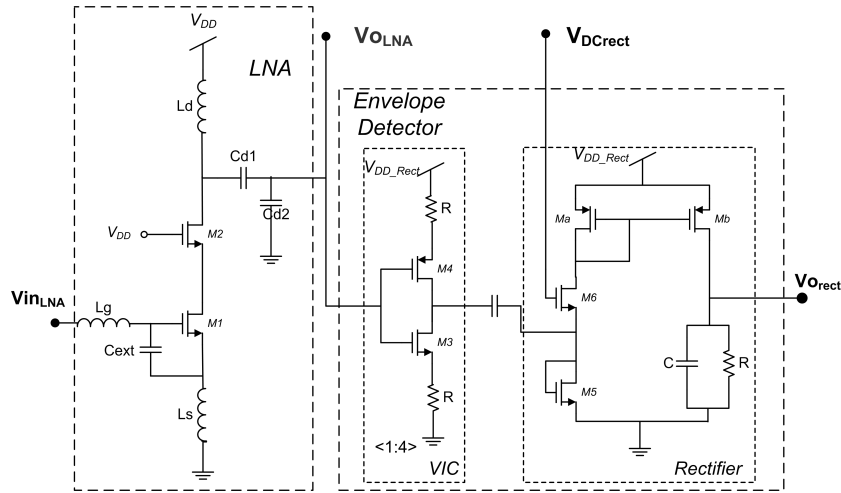 V_DD
Vo_LNA
V_DCrect
LNA
Envelope
Detector
Ld
Cd1
Cd2
V_DD_Rect
V_DD_Rect
R
Ma
Mb
V_DD
M2
M4
M6
Vo_rect
Vin_LNA
Lg
M1
M3
Cext
C
R
M5
R
Ls
<1:4>
VIC
Rectifier